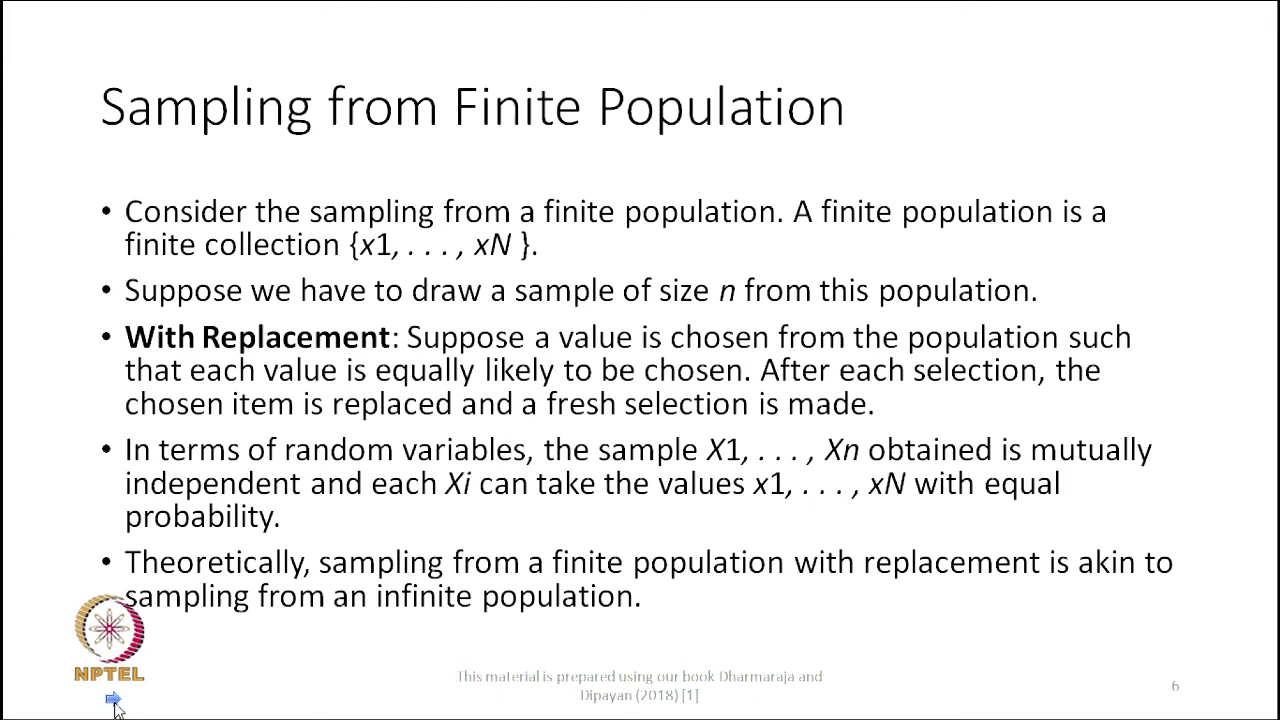 Sampling from Finite Population
• Consider the sampling from a finite population. A finite population is a
finite collection {x1, . . . , xN }.
• Suppose we have to draw a sample of size n from this population.
• With Replacement: Suppose a value is chosen from the population such
that each value is equally likely to be chosen. After each selection, the
chosen item is replaced and a fresh selection is made.
• In terms of random variables, the sample X1, . . . , Xn obtained is mutually
independent and each Xi can take the values x1, . . . , xN with equal
probability.
• Theoretically, sampling from a finite population with replacement is akin to
sampling from an infinite population.
NPTEL
This material is prepared using our book Dharmaraja and
Dipayan (2018) [1]
6